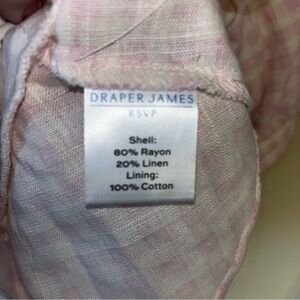 DRAPER JAMES
RSVP
Shell:
80% Rayon
20% Linen
Lining:
100% Cotton